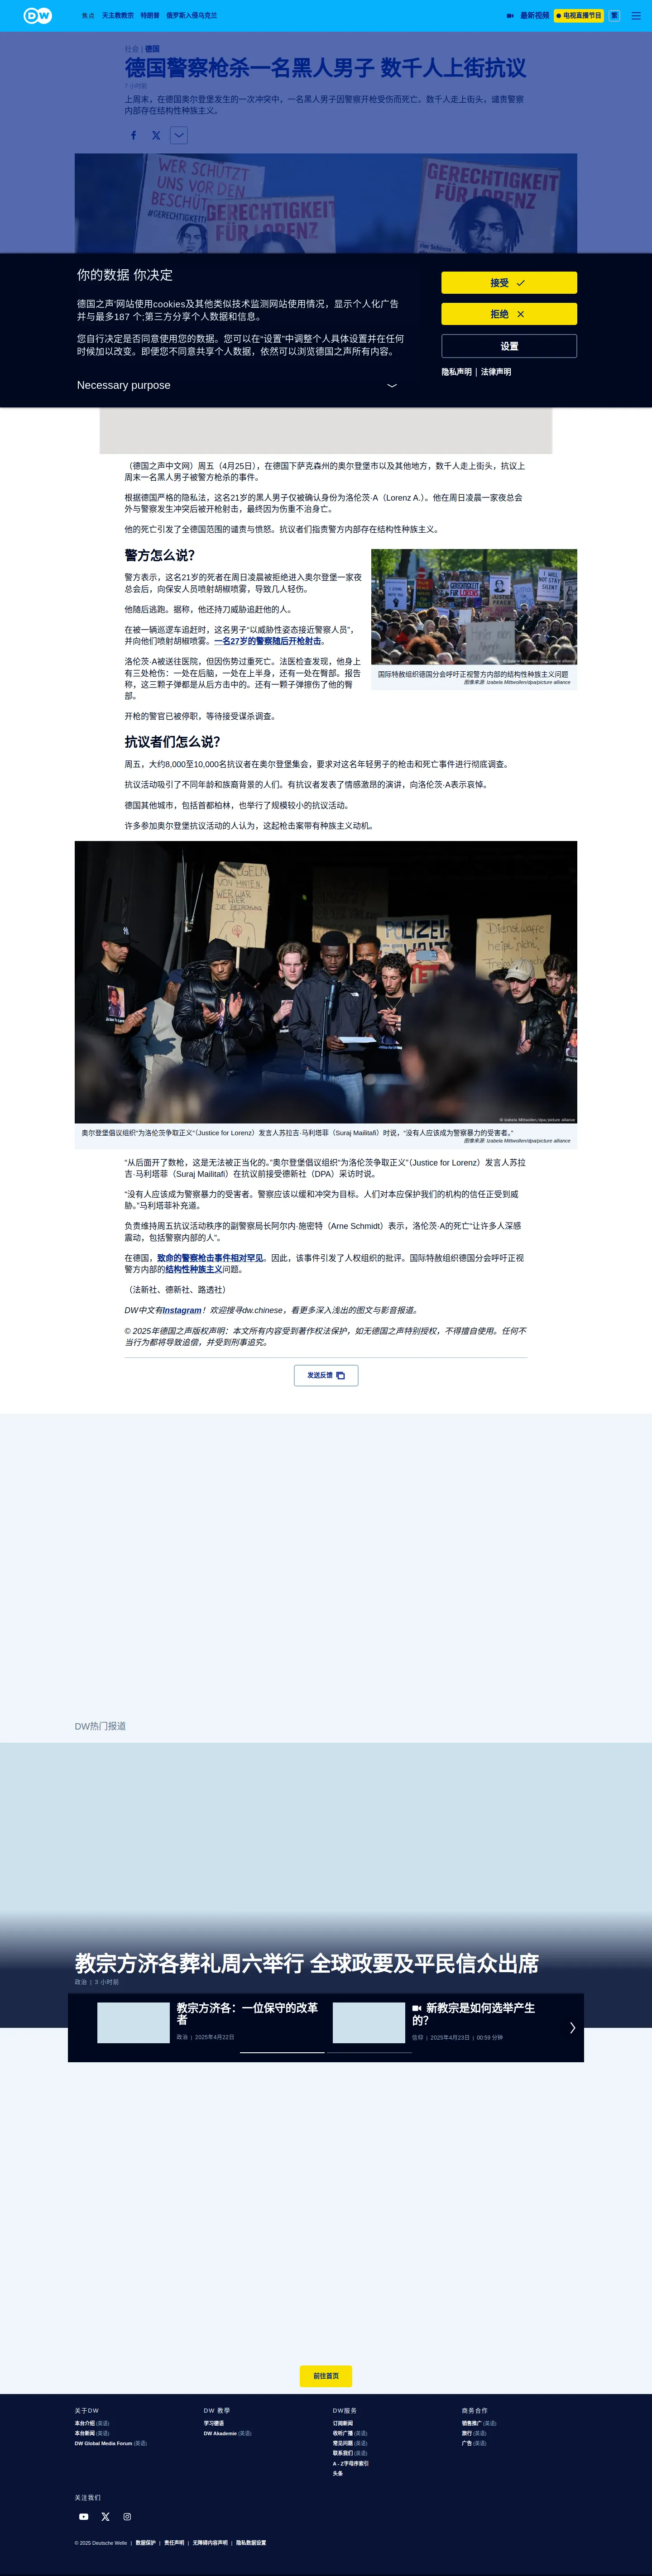 DW
焦点 天主教教宗 特朗普 俄罗斯入侵乌克兰
最新视频 电视直播节目 繁
社会 | 德国
德国警察枪杀一名黑人男子 数千人上街抗议
7 小时前
上周末，在德国奥尔登堡发生的一次冲突中，一名黑人男子因警察开枪受伤而死亡。数千人走上街头，谴责警察
内部存在结构性种族主义。
WER SCHÜTZT
UNS VOR DEN
#GERECHTIGKEIT
GERECHTIGKEIT
FÜR LORENZ
GERECHTIGKEIT
FÜR LORENZ
你的数据 你决定
德国之声'网站使用cookies及其他类似技术监测网站使用情况，显示个人化广告
并与最多187 个;第三方分享个人数据和信息。
您自行决定是否同意使用您的数据。您可以在"设置"中调整个人具体设置并在任何
时候加以改变。即便您不同意共享个人数据，依然可以浏览德国之声所有内容。
Necessary purpose
接受
拒绝
设置
隐私声明 | 法律声明
（德国之声中文网）周五（4月25日），在德国下萨克森州的奥尔登堡市以及其他地方，数千人走上街头，抗议上
周末一名黑人男子被警方枪杀的事件。
根据德国严格的隐私法，这名21岁的黑人男子仅被确认身份为洛伦茨·A（Lorenz A.）。他在周日凌晨一家夜总会
外与警察发生冲突后被开枪射击，最终因为伤重不治身亡。
他的死亡引发了全德国范围的谴责与愤怒。抗议者们指责警方内部存在结构性种族主义。
警方怎么说？
警方表示，这名21岁的死者在周日凌晨被拒绝进入奥尔登堡一家夜
总会后，向保安人员喷射胡椒喷雾，导致几人轻伤。
他随后逃跑。据称，他还持刀威胁追赶他的人。
在被一辆巡逻车追赶时，这名男子“以威胁性姿态接近警察人员”，
并向他们喷射胡椒喷雾。一名27岁的警察随后开枪射击。
洛伦茨·A被送往医院，但因伤势过重死亡。法医检查发现，他身上
有三处枪伤：一处在后脑，一处在上半身，还有一处在臀部。报告
称，这三颗子弹都是从后方击中的。还有一颗子弹擦伤了他的臀
部。
开枪的警官已被停职，等待接受谋杀调查。
国际特赦组织德国分会呼吁正视警方内部的结构性种族主义问题
图像来源: Izabela Mittwollen/dpa/picture alliance
抗议者们怎么说？
周五，大约8,000至10,000名抗议者在奥尔登堡集会，要求对这名年轻男子的枪击和死亡事件进行彻底调查。
抗议活动吸引了不同年龄和族裔背景的人们。有抗议者发表了情感激昂的演讲，向洛伦茨·A表示哀悼。
德国其他城市，包括首都柏林，也举行了规模较小的抗议活动。
许多参加奥尔登堡抗议活动的人认为，这起枪击案带有种族主义动机。
© Izabela Mittwollen/dpa/picture alliance
奥尔登堡倡议组织“为洛伦茨争取正义”（Justice for Lorenz）发言人苏拉吉·马利塔菲（Suraj Mailitafi）时说，“没有人应该成为警察暴力的受害者。”
图像来源: Izabela Mittwollen/dpa/picture alliance
“从后面开了数枪，这是无法被正当化的。”奥尔登堡倡议组织“为洛伦茨争取正义”（Justice for Lorenz）发言人苏拉
吉·马利塔菲（Suraj Mailitafi）在抗议前接受德新社（DPA）采访时说。
“没有人应该成为警察暴力的受害者。警察应该以缓和冲突为目标。人们对本应保护我们的机构的信任正受到威
胁。”马利塔菲补充道。
负责维持周五抗议活动秩序的副警察局长阿尔内·施密特（Arne Schmidt）表示，洛伦茨·A的死亡“让许多人深感
震动，包括警察内部的人”。
在德国，致命的警察枪击事件相对罕见。因此，该事件引发了人权组织的批评。国际特赦组织德国分会呼吁正视
警方内部的结构性种族主义问题。
（法新社、德新社、路透社）
DW中文有Instagram！欢迎搜寻dw.chinese，看更多深入浅出的图文与影音报道。
© 2025年德国之声版权声明：本文所有内容受到著作权法保护，如无德国之声特别授权，不得擅自使用。任何不
当行为都将导致追偿，并受到刑事追究。
发送反馈
DW热门报道
教宗方济各葬礼周六举行 全球政要及平民信众出席
政治 | 3 小时前
教宗方济各：一位保守的改革
者
政治 | 2025年4月22日
新教宗是如何选举产生
的？
信仰 | 2025年4月23日 | 00:59 分钟
前往首页
关于DW
本台介绍 (英语)
本台新闻 (英语)
DW Global Media Forum (英语)
DW 教學
学习德语
DW Akademie (英语)
DW服务
订阅新闻
收听广播 (英语)
常见问题 (英语)
联系我们 (英语)
A - Z字母序索引
头条
商务合作
销售推广 (英语)
旅行 (英语)
广告 (英语)
关注我们
© 2025 Deutsche Welle | 数据保护 | 责任声明 | 无障碍内容声明 | 隐私数据设置